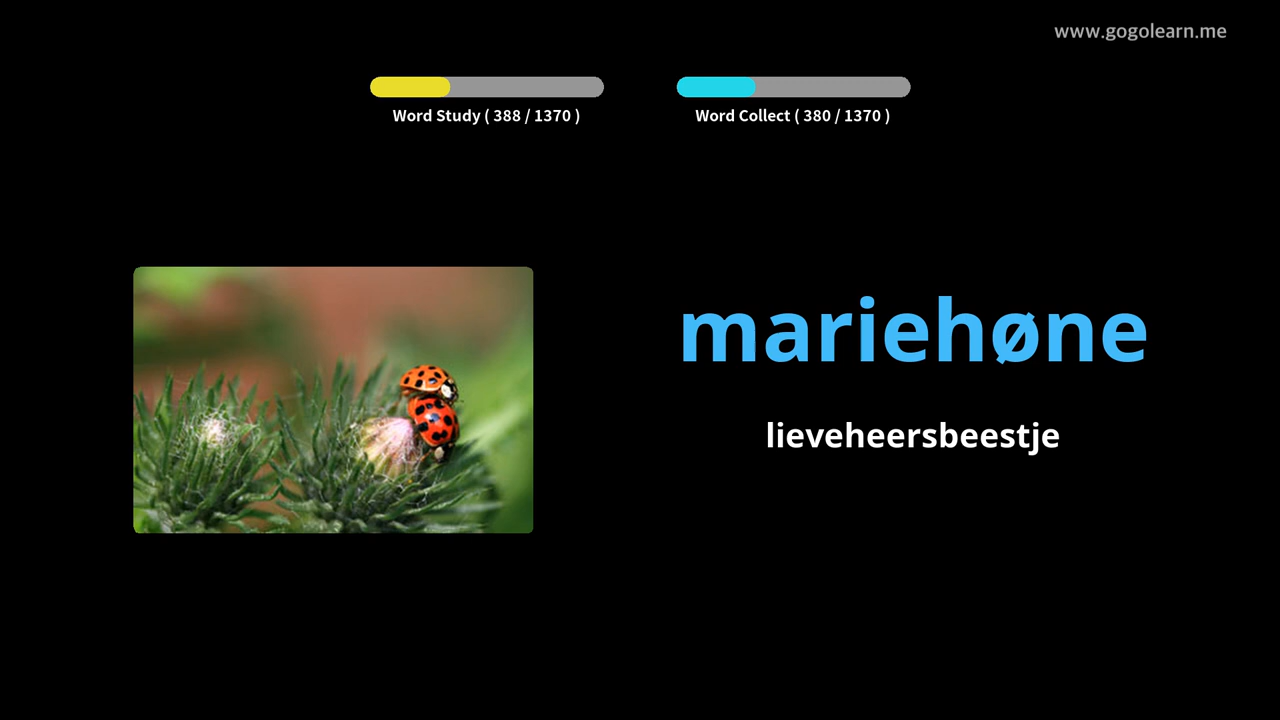 www.gogolearn.me
Word Study ( 388 / 1370 )
Word Collect ( 380 / 1370 )
mariehøne
lieveheersbeestje